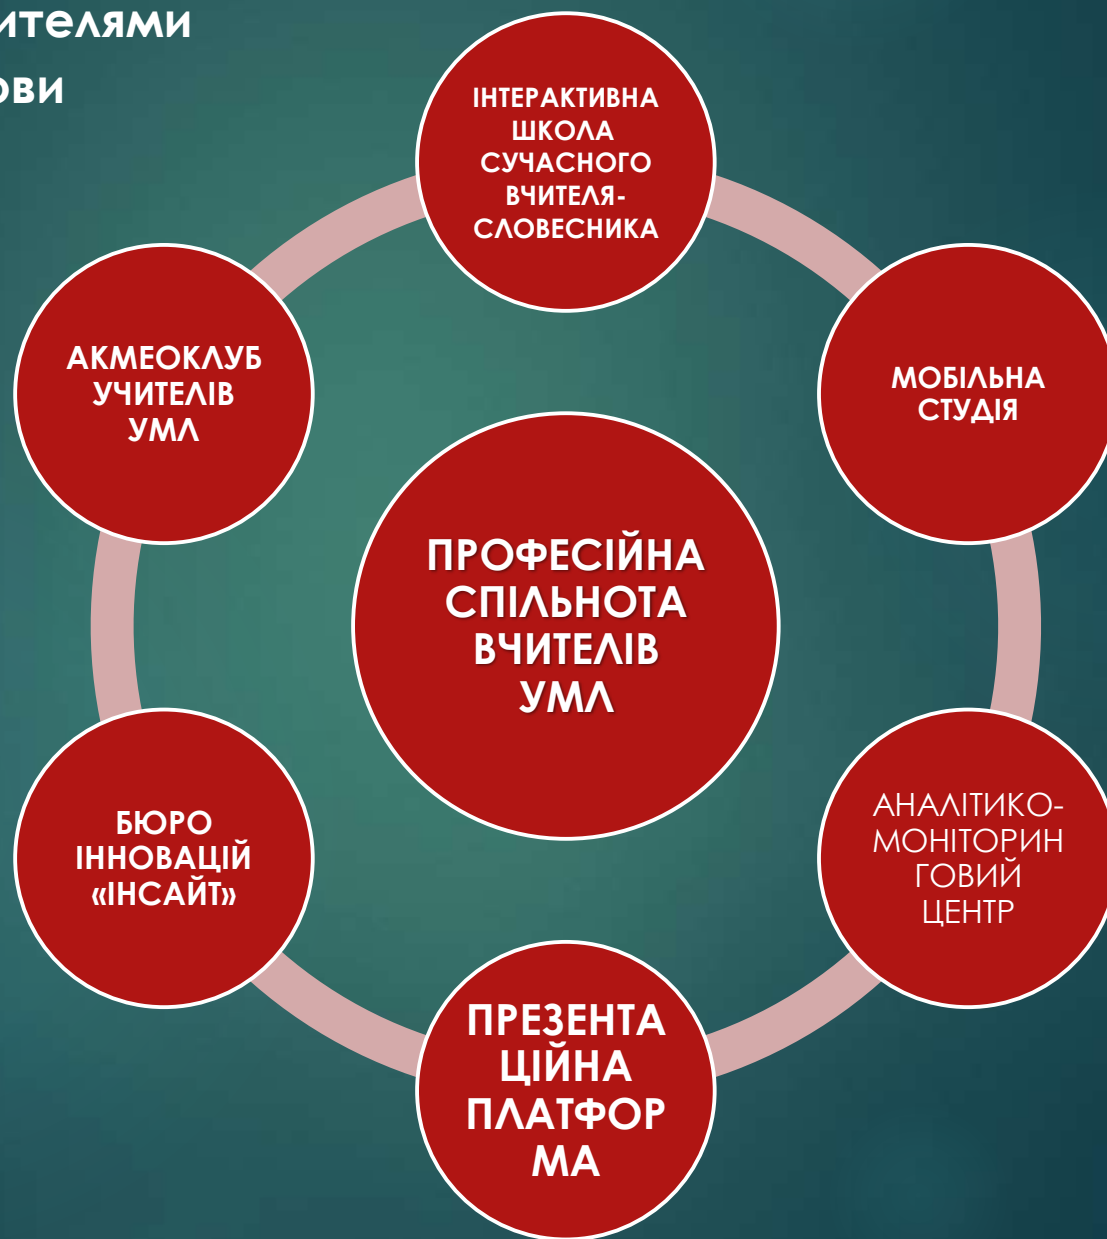 ителями
ови
ІНТЕРАКТИВНА
ШКОЛА
СУЧАСНОГО
ВЧИТЕЛЯ-
СЛОВЕСНИКА
МОБІЛЬНА
СТУДІЯ
АНАЛІТИКО-
МОНІТОРИН
ГОВИЙ
ЦЕНТР
ПРЕЗЕНТА
ЦІЙНА
ПЛАТФОР
МА
БЮРО
ІННОВАЦІЙ
«ІНСАЙТ»
АКМЕОКЛУБ
УЧИТЕЛІВ
УМЛ
ПРОФЕСІЙНА
СПІЛЬНОТА
ВЧИТЕЛІВ
УМЛ